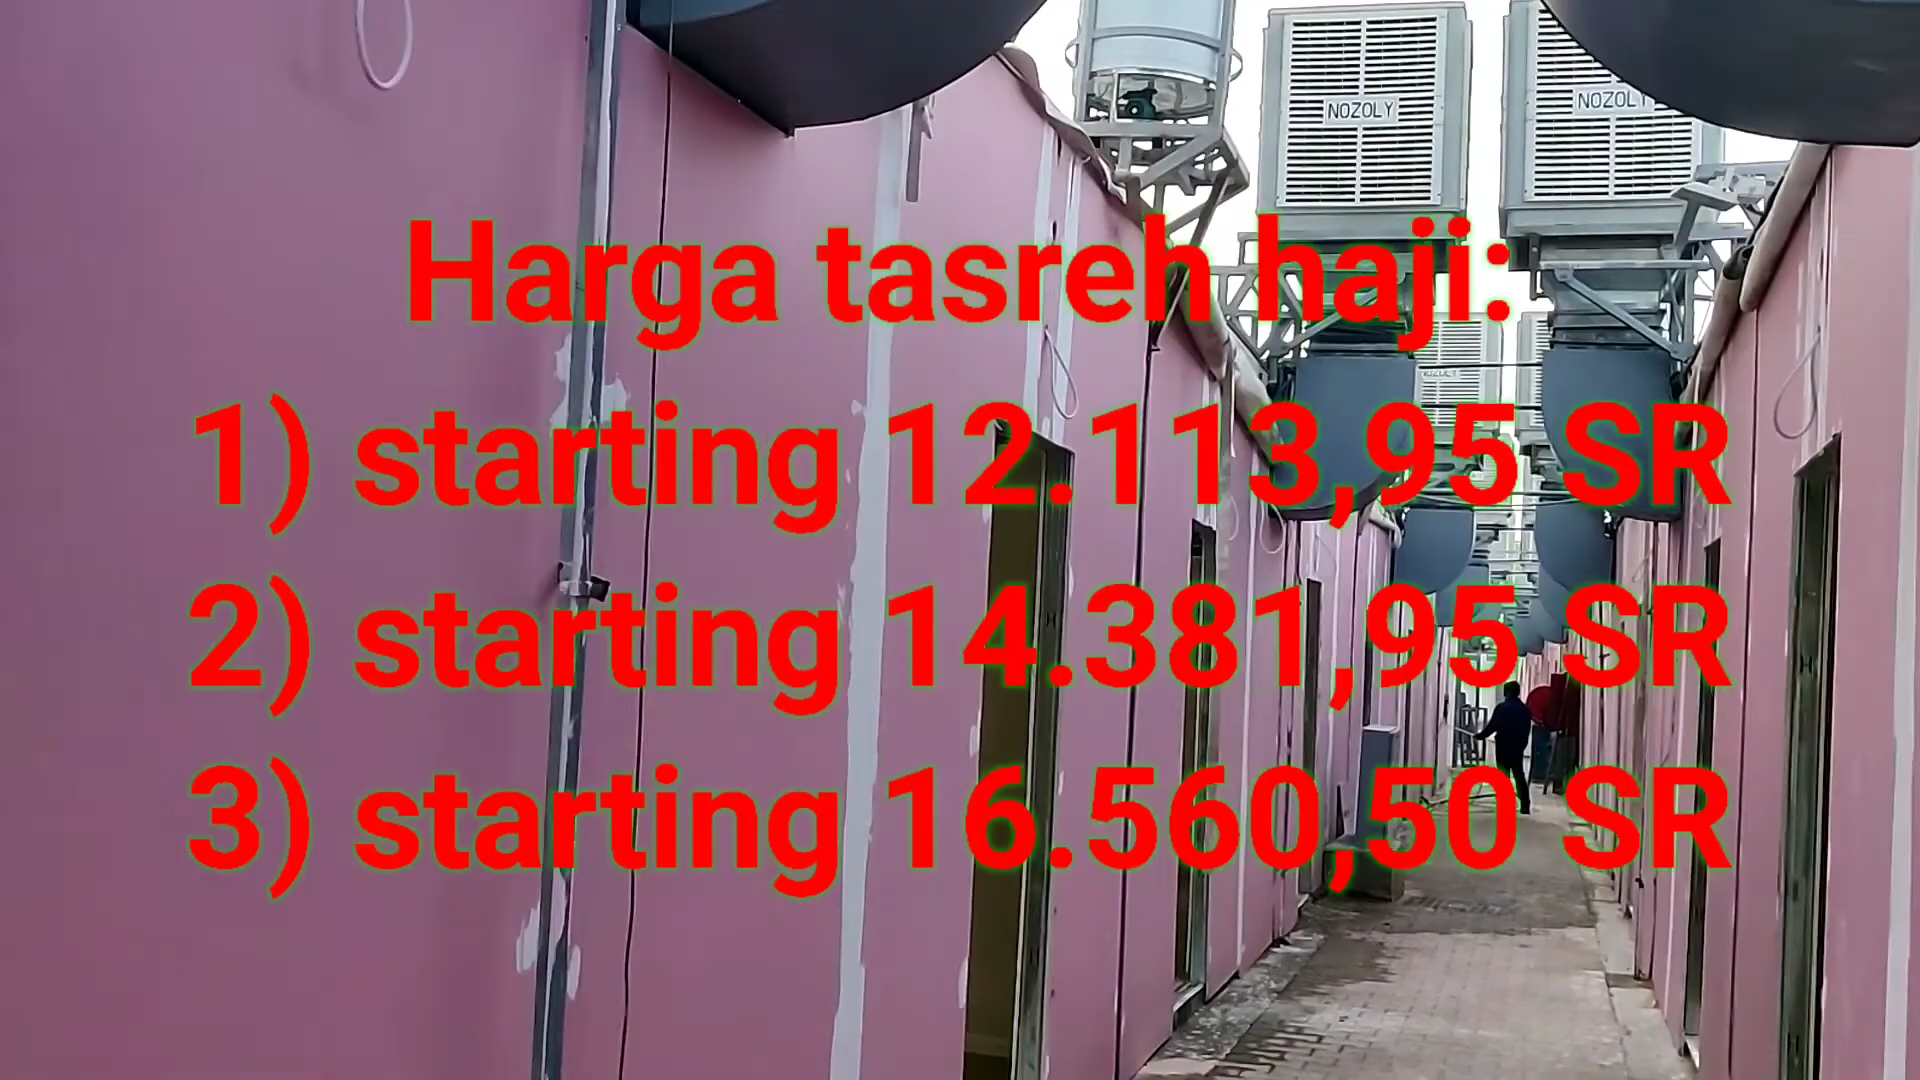 NOZOLY
NOZOLY
Harga tasreh haji:
NOZOLY
1) starting 12.113,95 SR
2) starting 14.381,95 SR
3) starting 16.560,50 SR